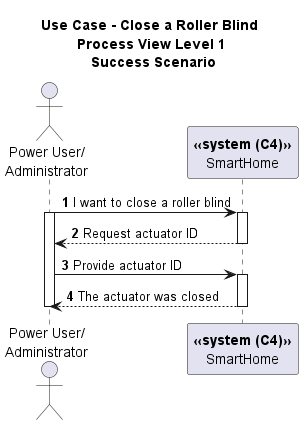 Use Case - Close a Roller Blind
Process View Level 1
Success Scenario
Power User/
Administrator
«system (C4)»
SmartHome
1 I want to close a roller blind
2 Request actuator ID
3 Provide actuator ID
4 The actuator was closed
Power User/
Administrator
«system (C4)»
SmartHome